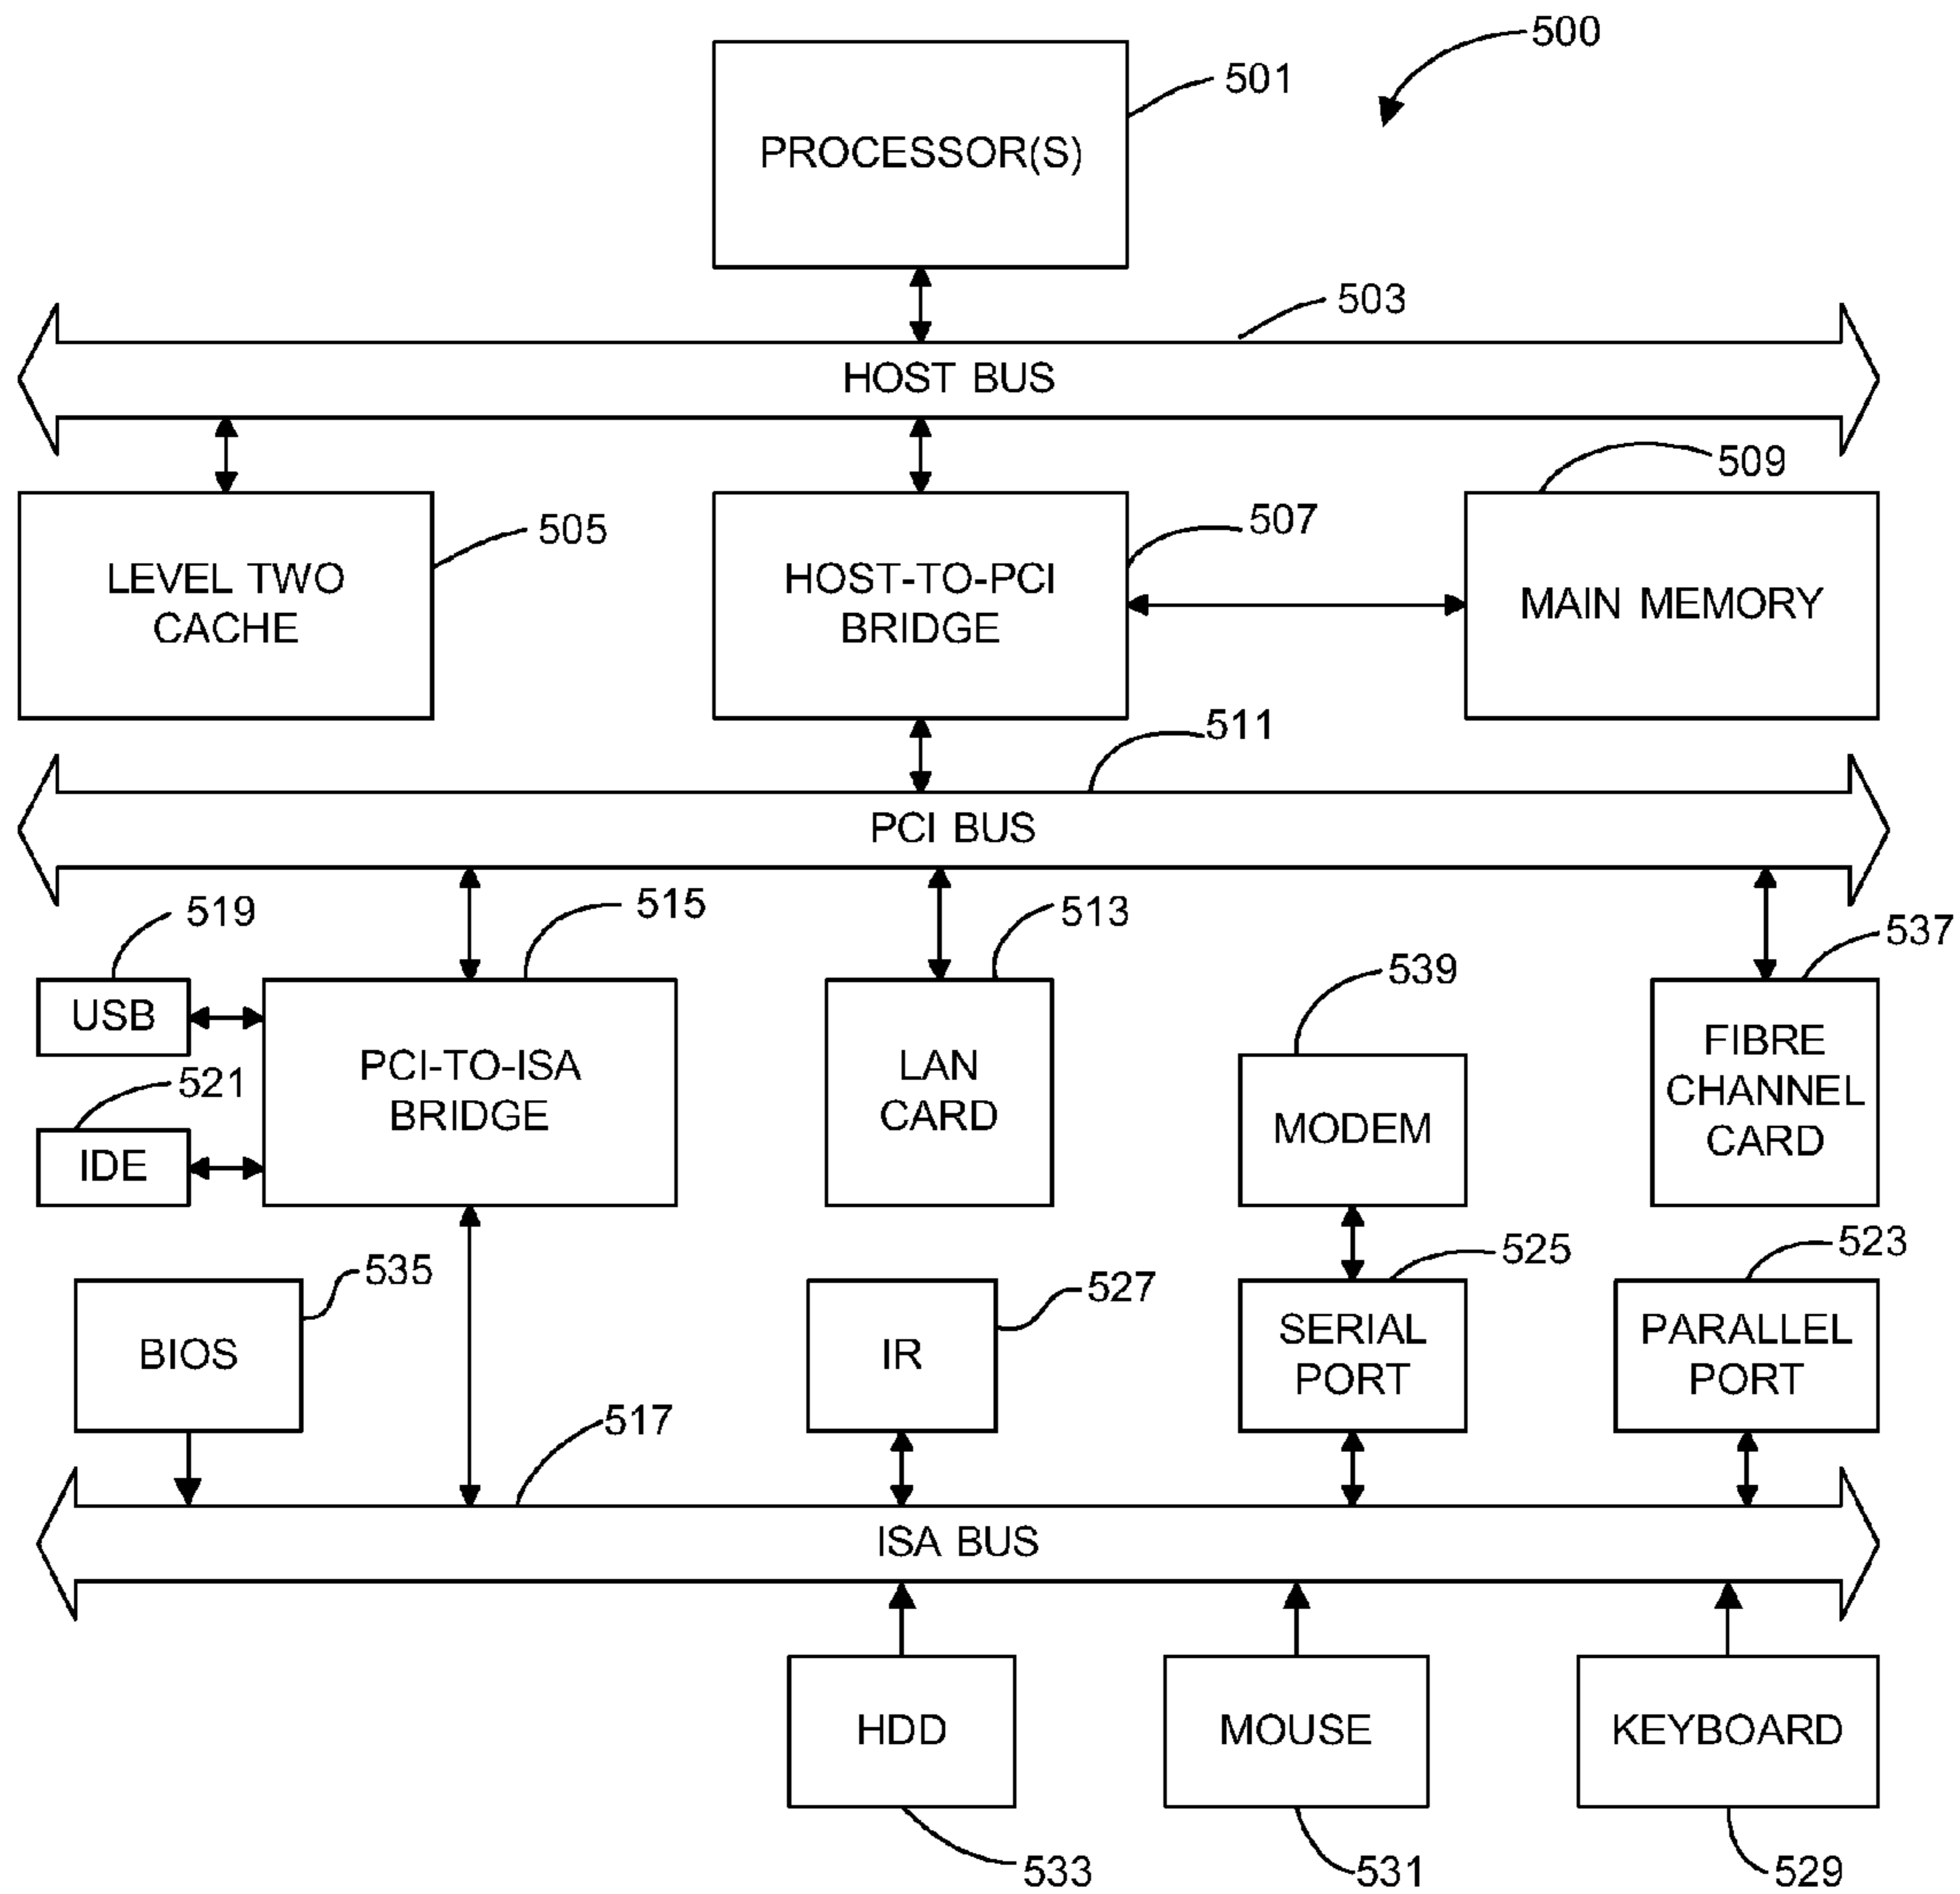 500
501
PROCESSOR(S)
503
HOST BUS
509
505
507
LEVEL TWO
CACHE
HOST-TO-PCI
BRIDGE
MAIN MEMORY
511
PCI BUS
519
515
513
537
539
USB
521
IDE
PCI-TO-ISA
BRIDGE
LAN
CARD
MODEM
FIBRE
CHANNEL
CARD
535
527
525
523
BIOS
IR
SERIAL
PORT
PARALLEL
PORT
517
ISA BUS
HDD
MOUSE
KEYBOARD
533
531
529